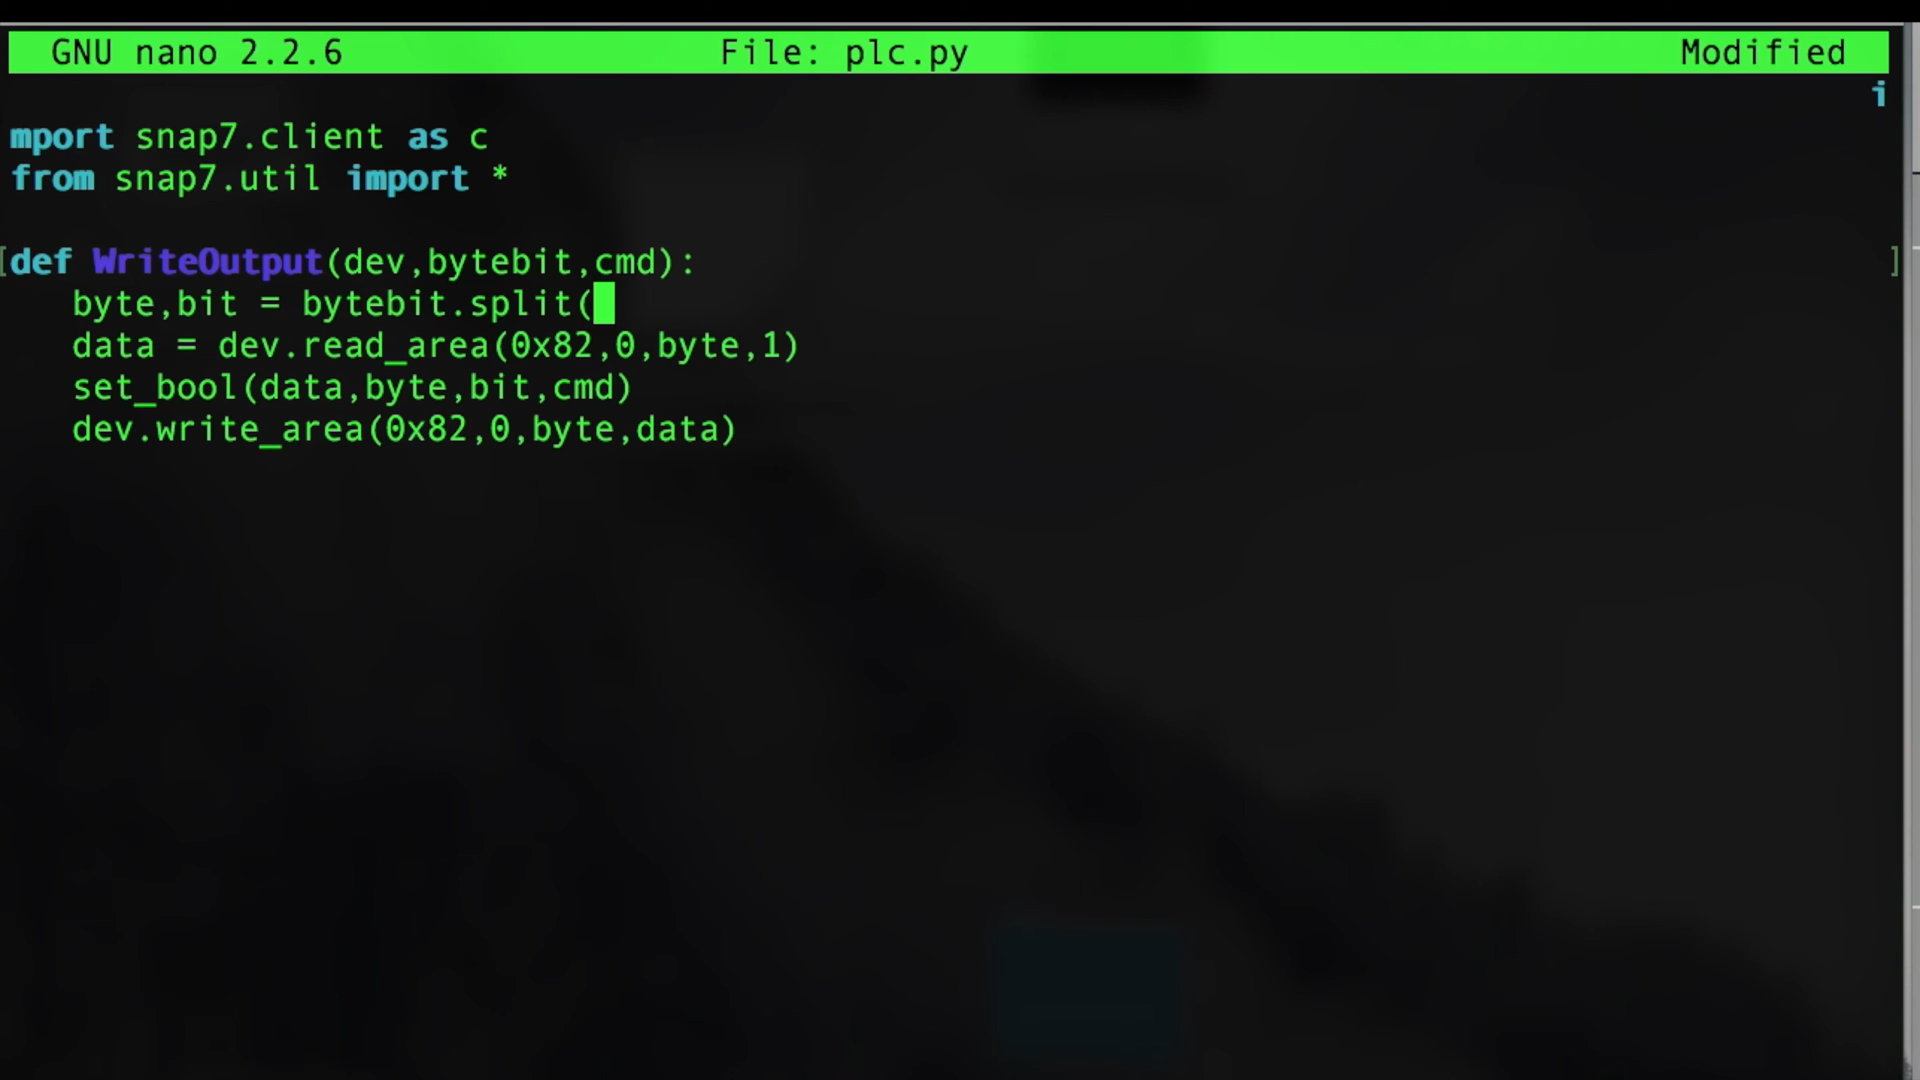 GNU nano 2.2.6 File: plc.py Modified
i
mport snap7.client as c
from snap7.util import *
[def WriteOutput(dev,bytebit,cmd): ]
byte,bit = bytebit.split(
data = dev.read_area(0x82,0,byte,1)
set_bool(data,byte,bit,cmd)
dev.write_area(0x82,0,byte,data)